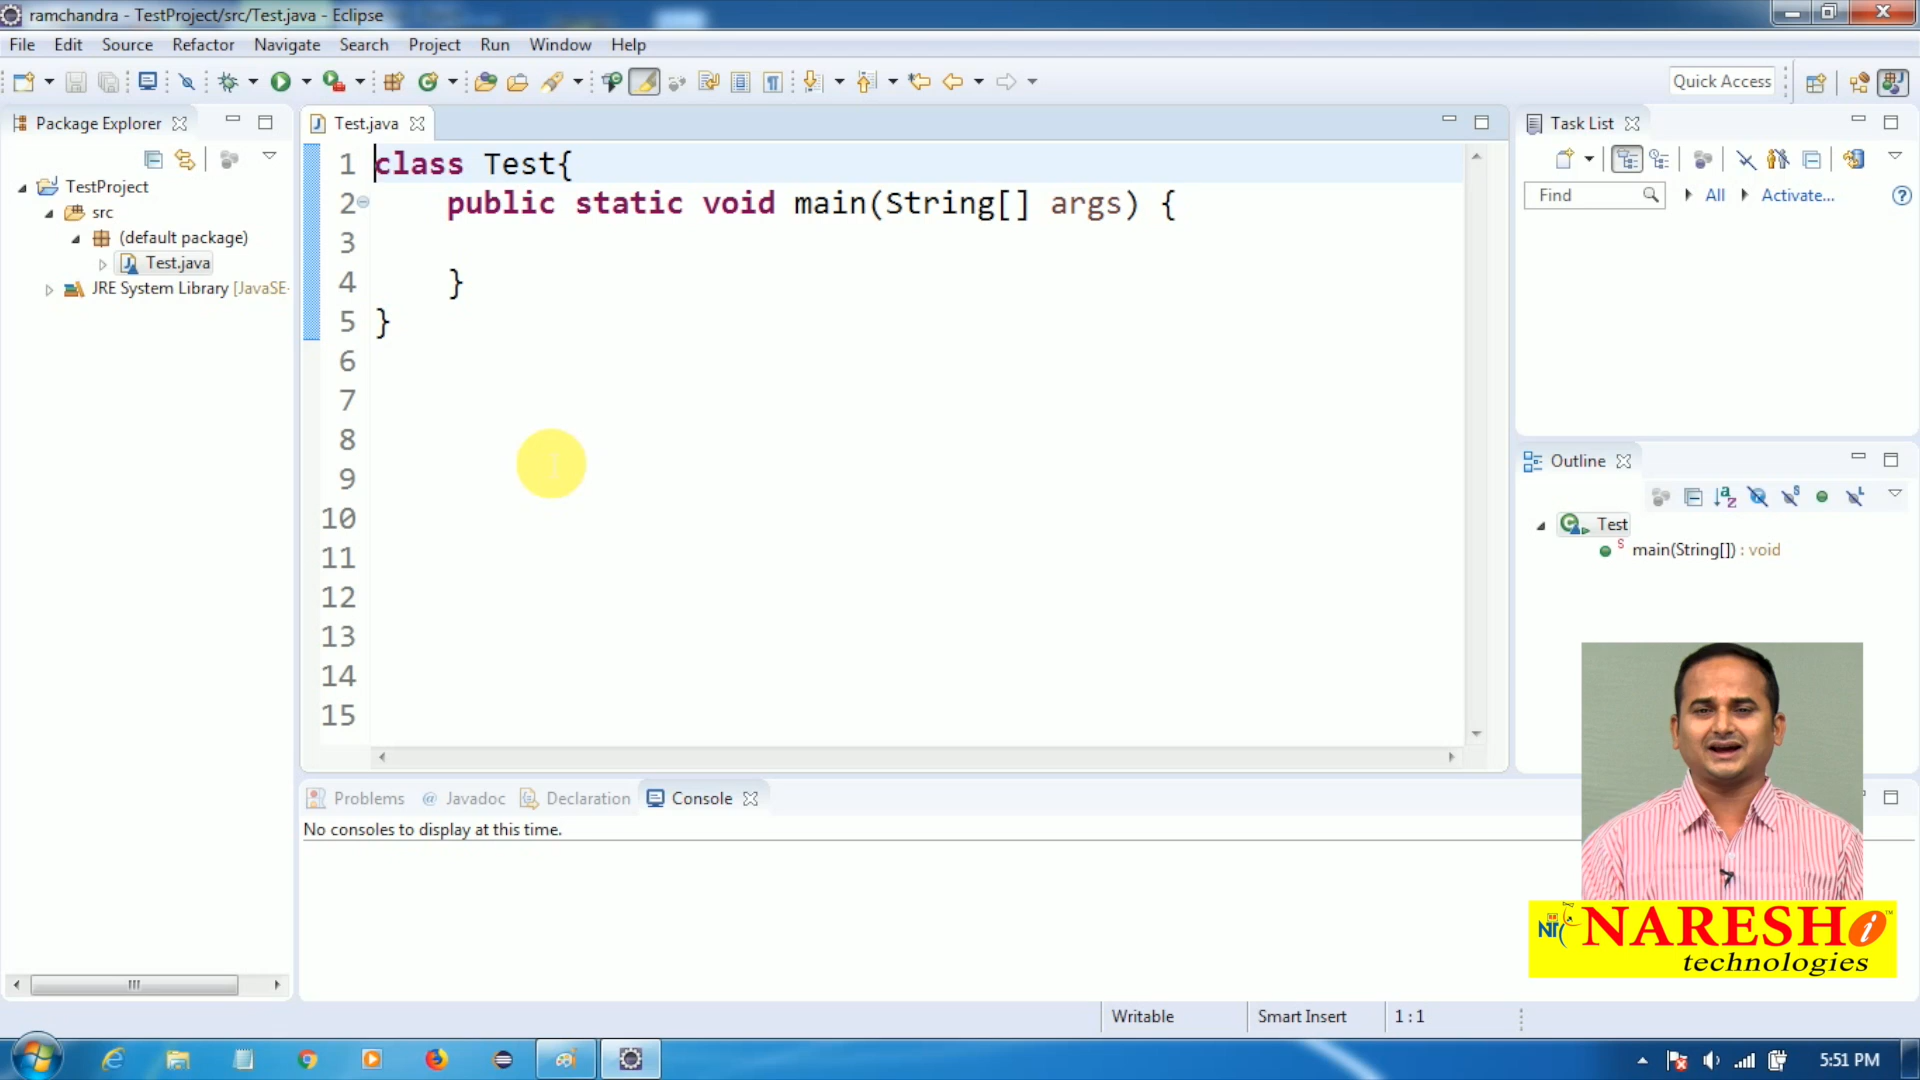 ramchandra - TestProject/src/Test.java - Eclipse
File Edit Source Refactor Navigate Search Project Run Window Help
Quick Access
Package Explorer
TestProject
src
(default package)
Test.java
JRE System Library [JavaSE-
Test.java
1 class Test{
2 public static void main(String[] args) {
3
4 }
5 }
6
7
8
9
10
11
12
13
14
15
Task List
Find All Activate...
Outline
Test
main(String[]) : void
Problems @ Javadoc Declaration Console
No consoles to display at this time.
NARESH i ™
technologies
Writable Smart Insert 1 : 1
5:51 PM